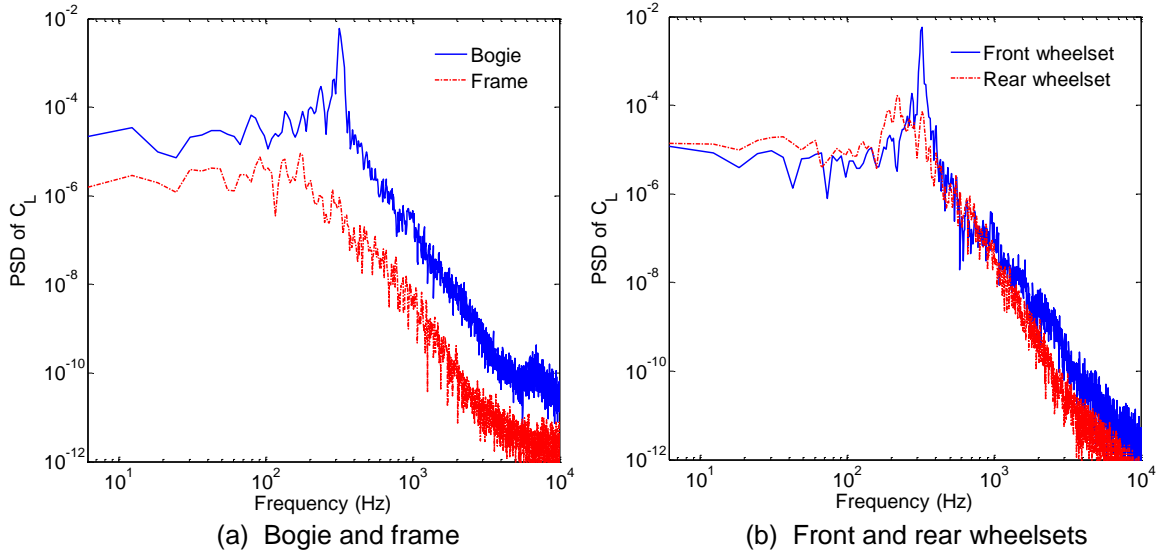 PSD of C_L
10^-2
10^-4
10^-6
10^-8
10^-10
10^-12
Bogie
Frame
10^1
10^2
10^3
10^4
Frequency (Hz)
(a) Bogie and frame
PSD of C_L
10^-2
10^-4
10^-6
10^-8
10^-10
10^-12
Front wheelset
Rear wheelset
10^1
10^2
10^3
10^4
Frequency (Hz)
(b) Front and rear wheelsets